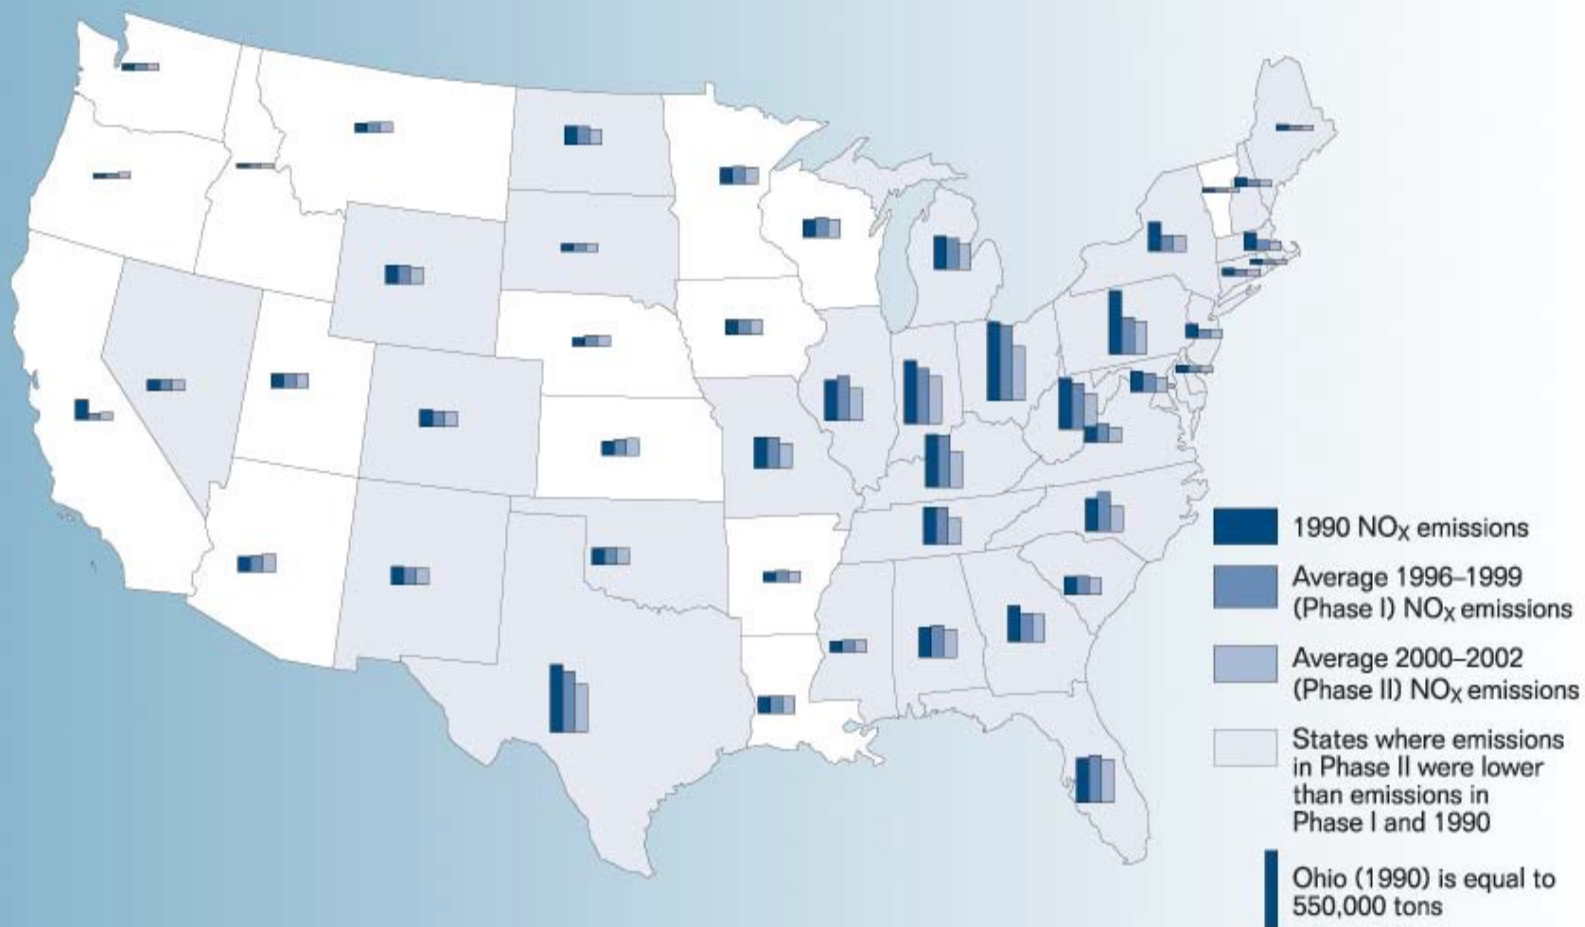 1990 NOX emissions
Average 1996–1999
(Phase I) NOX emissions
Average 2000–2002
(Phase II) NOX emissions
States where emissions
in Phase II were lower
than emissions in
Phase I and 1990
Ohio (1990) is equal to
550,000 tons